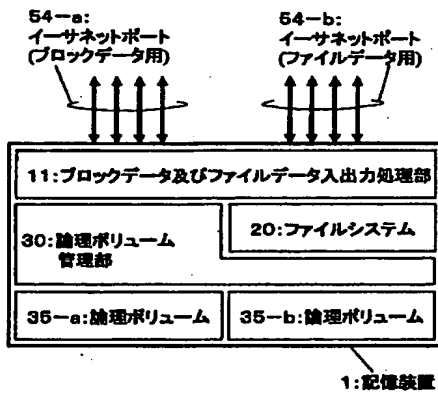 54-a:
イーサネットポート
(ブロックデータ用)
54-b:
イーサネットポート
(ファイルデータ用)
11:ブロックデータ及びファイルデータ入出力処理部
30:論理ボリューム
管理部
20:ファイルシステム
35-a:論理ボリューム
35-b:論理ボリューム
1:記憶装置